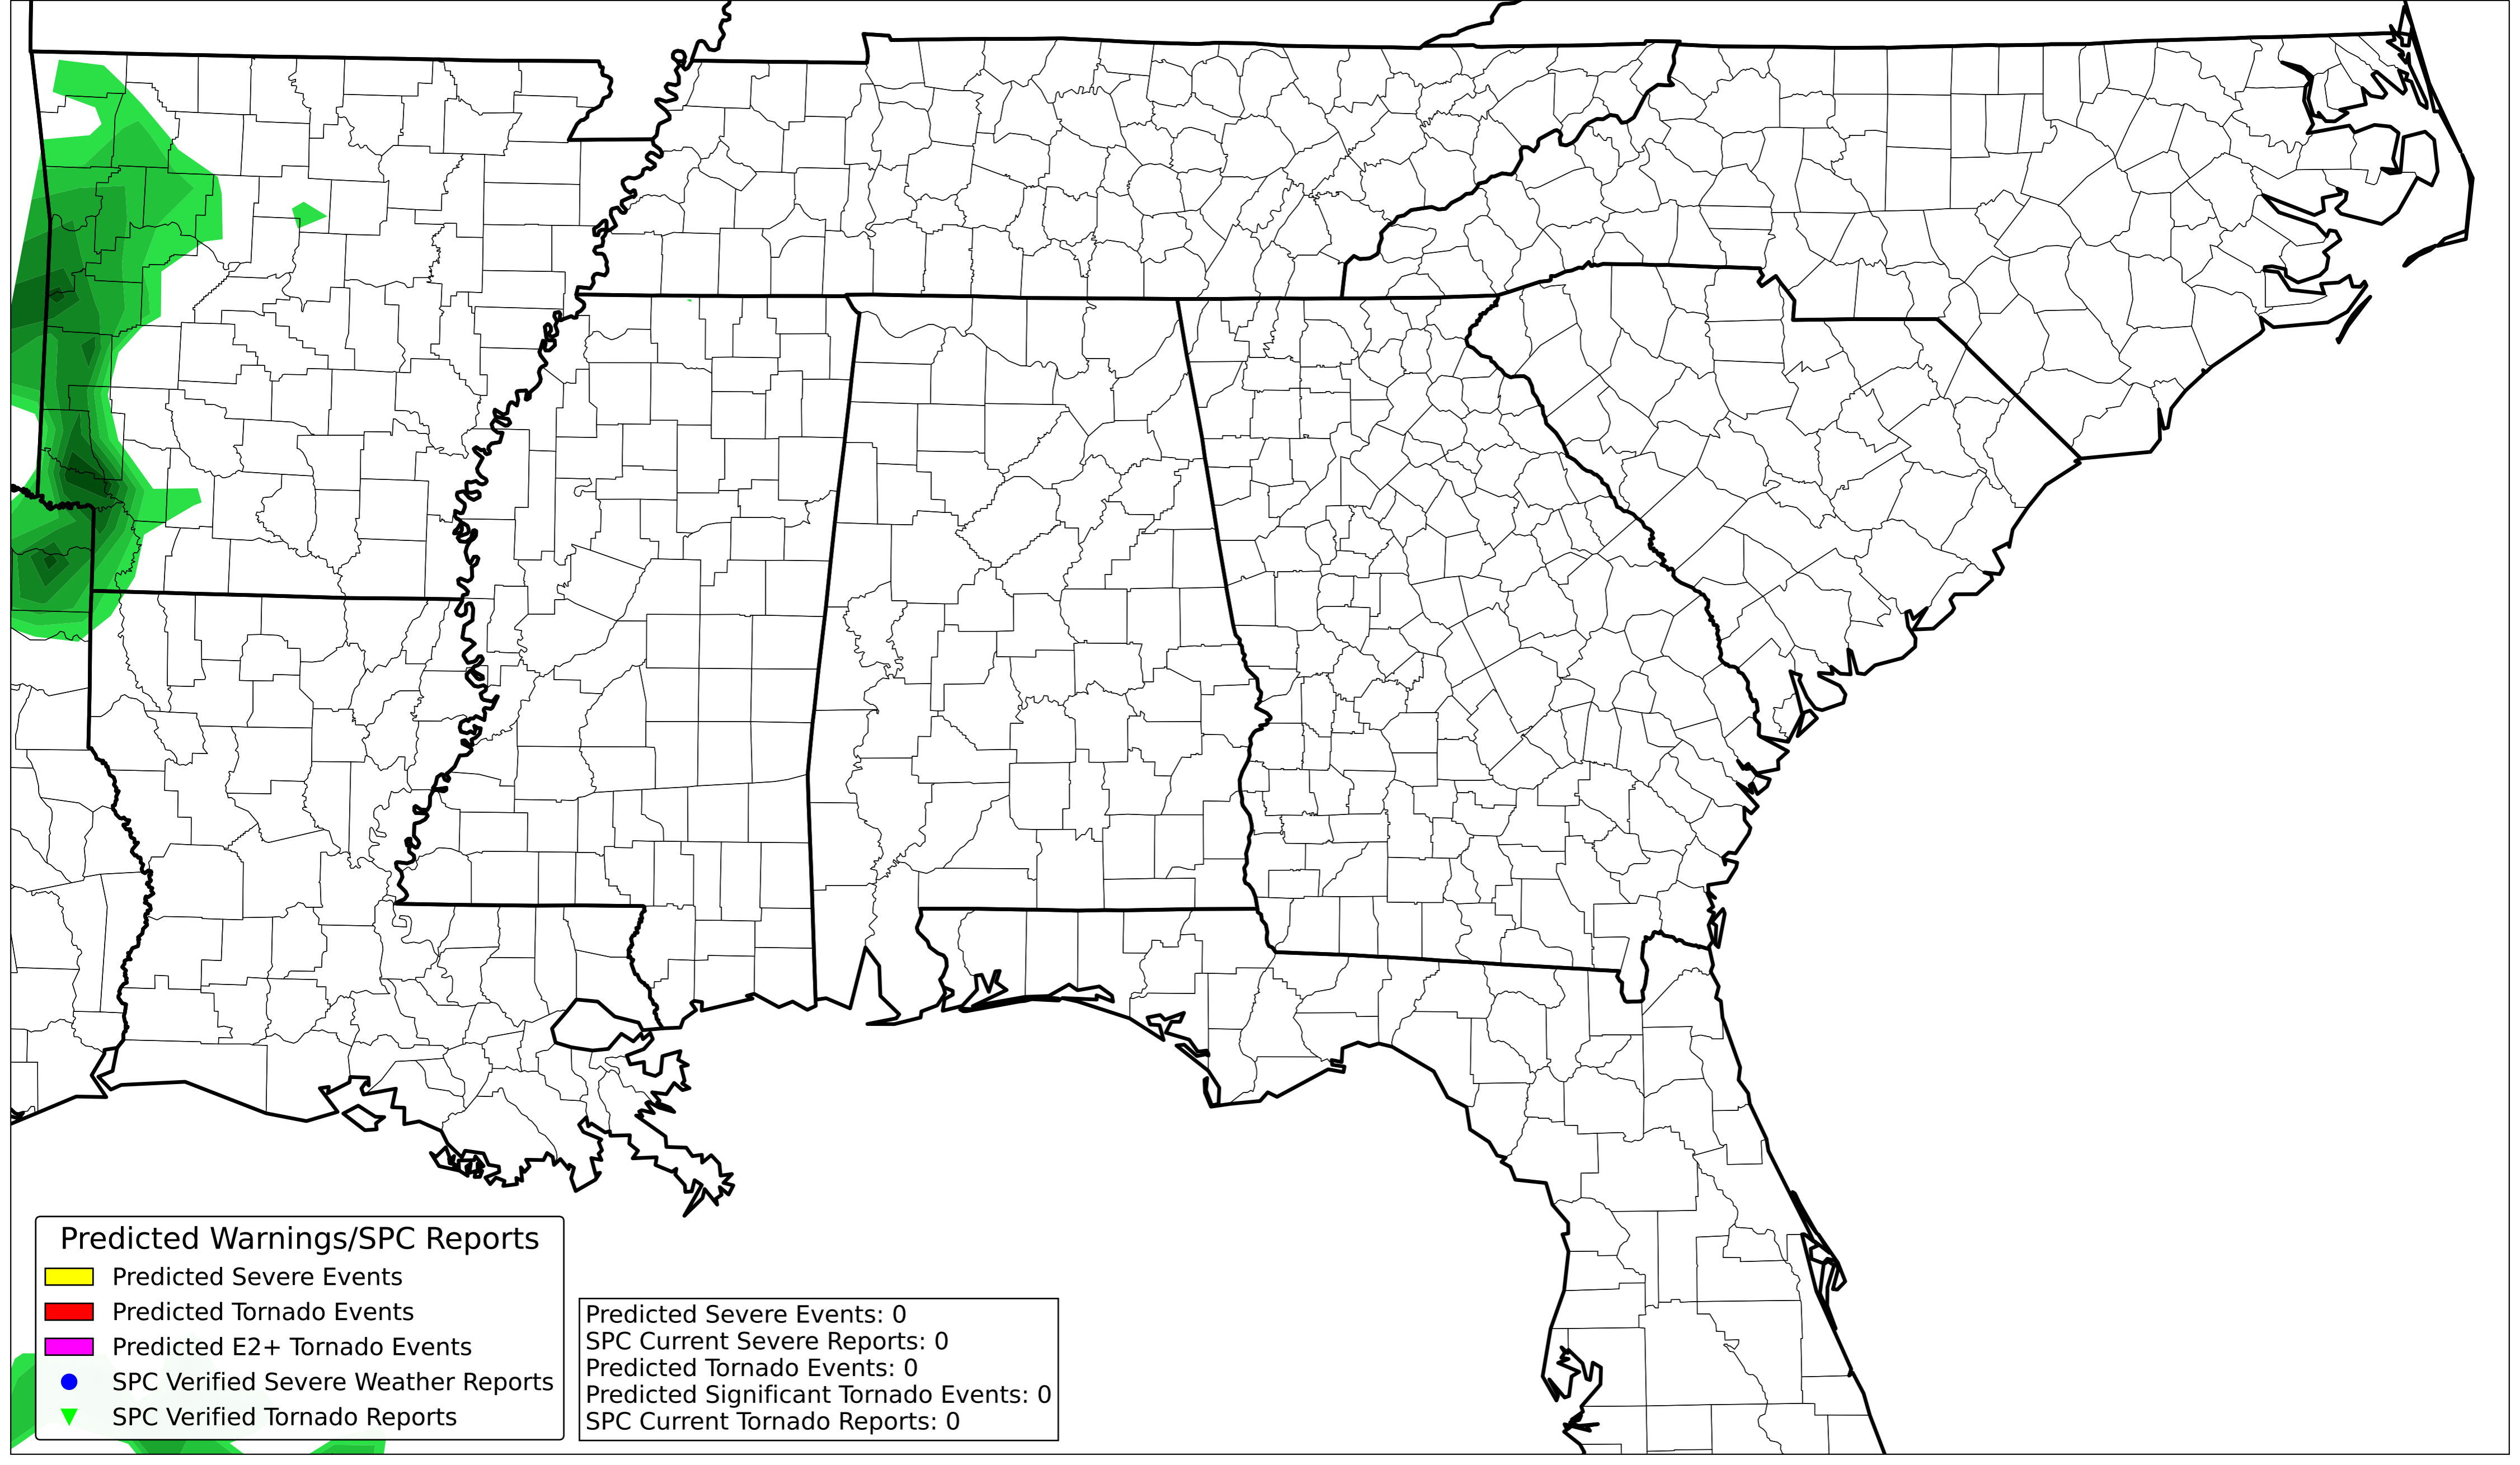 Predicted Warnings/SPC Reports
Predicted Severe Events
Predicted Tornado Events
Predicted E2+ Tornado Events
SPC Verified Severe Weather Reports
SPC Verified Tornado Reports
Predicted Severe Events: 0
SPC Current Severe Reports: 0
Predicted Tornado Events: 0
Predicted Significant Tornado Events: 0
SPC Current Tornado Reports: 0